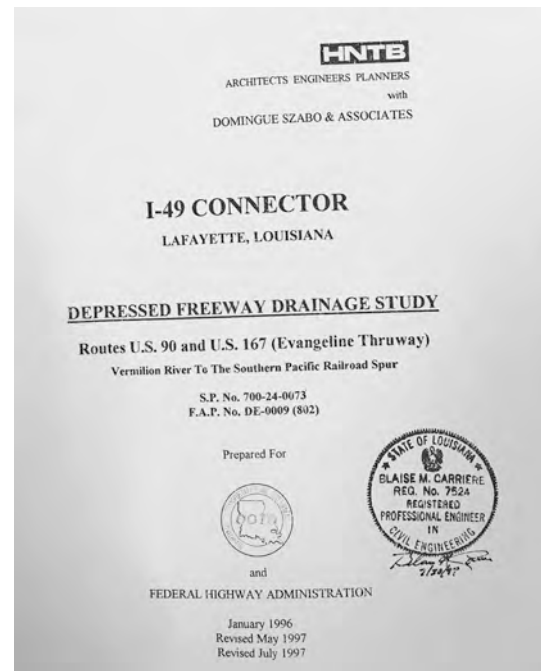 HNTB
ARCHITECTS ENGINEERS PLANNERS
with
DOMINGUE SZABO & ASSOCIATES
I-49 CONNECTOR
LAFAYETTE, LOUISIANA
DEPRESSED FREEWAY DRAINAGE STUDY
Routes U.S. 90 and U.S. 167 (Evangeline Thruway)
Vermilion River To The Southern Pacific Railroad Spur
S.P. No. 700-24-0073
F.A.P. No. DE-0009 (802)
Prepared For
STATE OF LOUISIANA
BLAISE M. CARRIERE
REG. No. 7524
REGISTERED
PROFESSIONAL ENGINEER
IN
CIVIL ENGINEERING
and
FEDERAL HIGHWAY ADMINISTRATION
January 1996
Revised May 1997
Revised July 1997